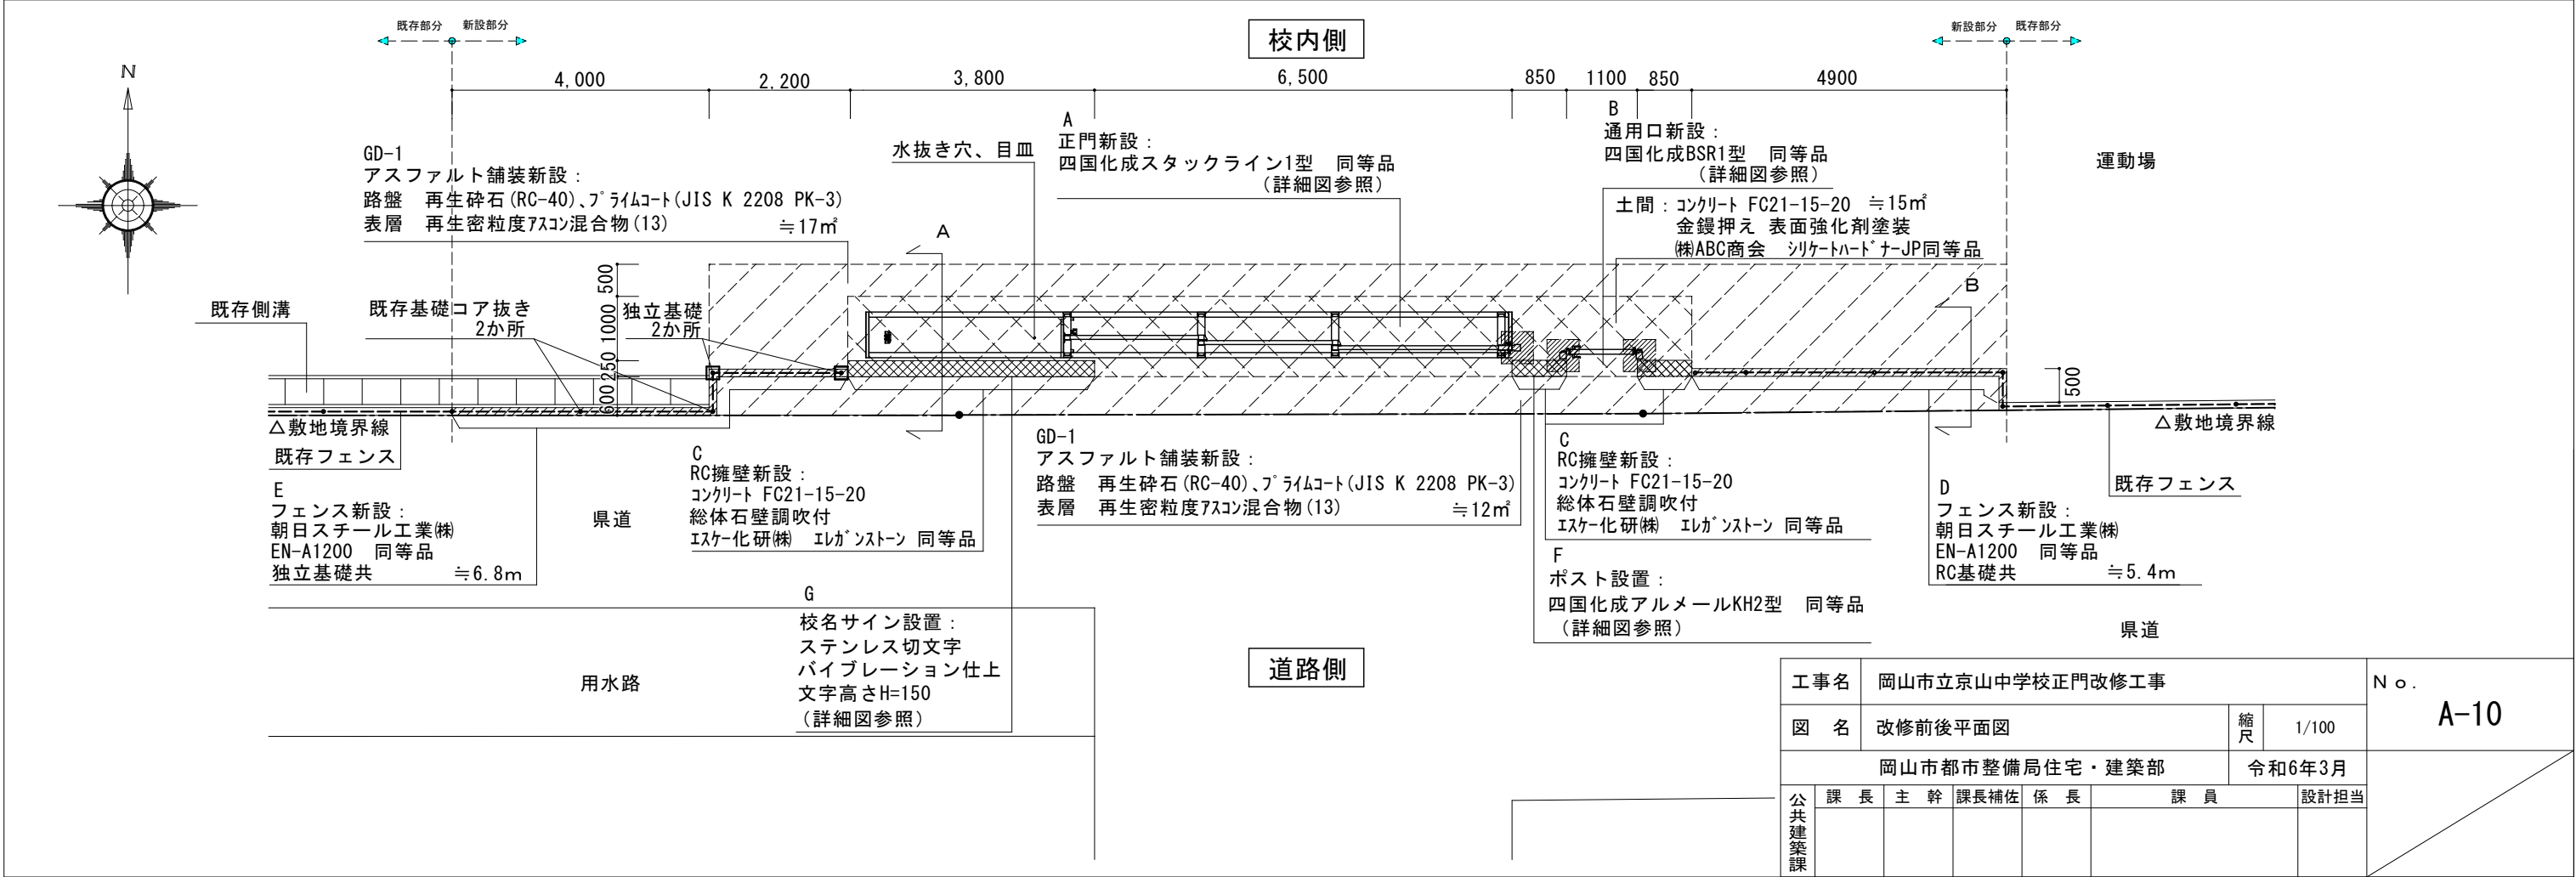 既存部分 新設部分
校内側
新設部分 既存部分
N
4,000 2,200 3,800 6,500 850 1100 850 4900
GD-1
アスファルト舗装新設：
路盤 再生砕石(RC-40)、プライムコート(JIS K 2208 PK-3)
表層 再生密粒度アスコン混合物(13) ≒17㎡
水抜き穴、目皿
A
正門新設：
四国化成スタックライン1型 同等品
（詳細図参照）
B
通用口新設：
四国化成BSR1型 同等品
（詳細図参照）
土間：コンクリート FC21-15-20 ≒15㎡
金鏝押え 表面強化剤塗装
㈱ABC商会 シリケートハードナーJP同等品
運動場
A
B
500
1000
250
600
500
既存側溝
既存基礎コア抜き
2か所
独立基礎
2か所
△敷地境界線
既存フェンス
E
フェンス新設：
朝日スチール工業㈱
EN-A1200 同等品
独立基礎共 ≒6.8m
県道
C
RC擁壁新設：
コンクリート FC21-15-20
総体石壁調吹付
エスケー化研㈱ エレガンストーン 同等品
GD-1
アスファルト舗装新設：
路盤 再生砕石(RC-40)、プライムコート(JIS K 2208 PK-3)
表層 再生密粒度アスコン混合物(13) ≒12㎡
C
RC擁壁新設：
コンクリート FC21-15-20
総体石壁調吹付
エスケー化研㈱ エレガンストーン 同等品
F
ポスト設置：
四国化成アルメールKH2型 同等品
（詳細図参照）
△敷地境界線
既存フェンス
D
フェンス新設：
朝日スチール工業㈱
EN-A1200 同等品
RC基礎共 ≒5.4m
県道
G
校名サイン設置：
ステンレス切文字
バイブレーション仕上
文字高さH=150
（詳細図参照）
用水路
道路側
工事名 岡山市立京山中学校正門改修工事
No.
A-10
図 名 改修前後平面図 縮尺 1/100
岡山市都市整備局住宅・建築部 令和6年3月
公共建築課
課 長 主 幹 課長補佐 係 長 課 員 設計担当